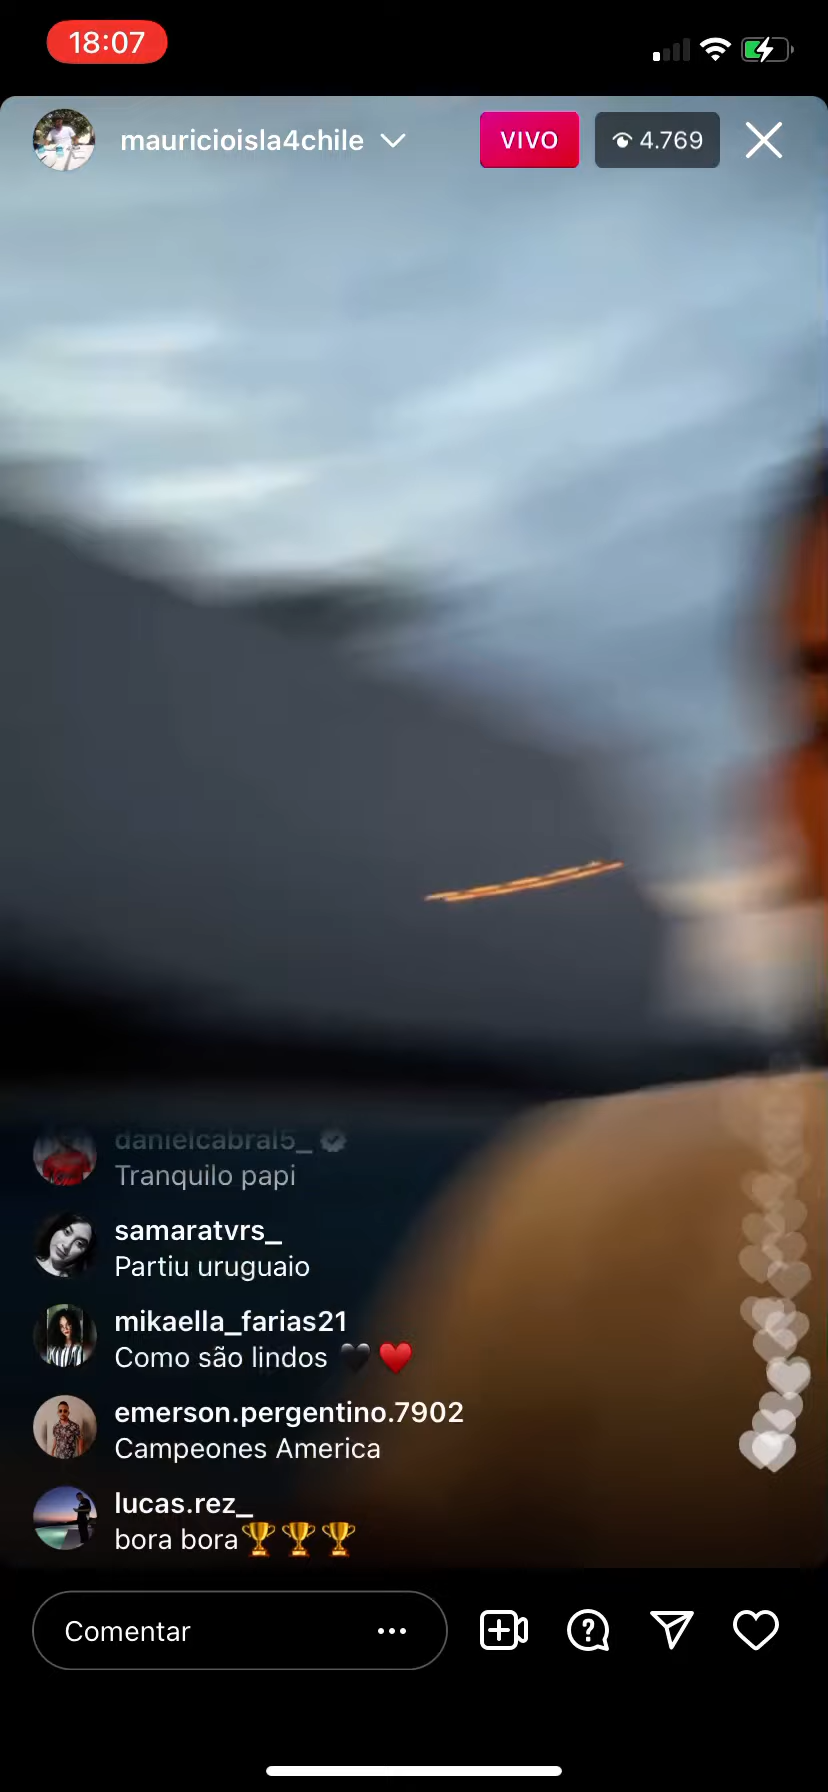 18:07
mauricioisla4chile
VIVO
4.769
danielcabral5_
Tranquilo papi
samaratvrs_
Partiu uruguaio
mikaella_farias21
Como são lindos 🖤 ❤️
emerson.pergentino.7902
Campeones America
lucas.rez_
bora bora🏆🏆🏆
Comentar